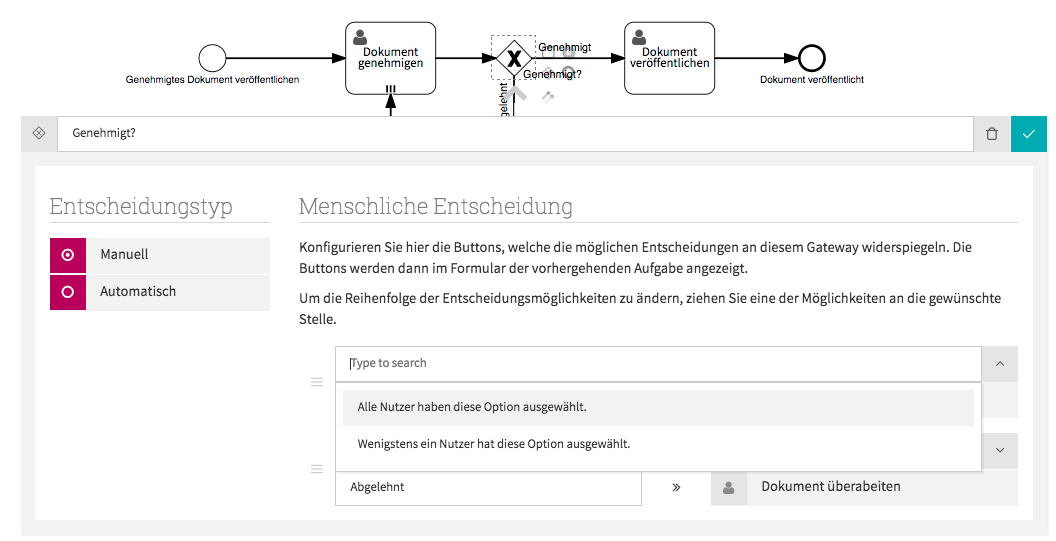 Dokument
genehmigen
Genehmigt
Dokument
veröffentlichen
Genehmigtes Dokument veröffentlichen
Genehmigt?
Dokument veröffentlicht
gelehnt
Genehmigt?
Entscheidungstyp
Menschliche Entscheidung
Manuell
Automatisch
Konfigurieren Sie hier die Buttons, welche die möglichen Entscheidungen an diesem Gateway widerspiegeln. Die
Buttons werden dann im Formular der vorhergehenden Aufgabe angezeigt.
Um die Reihenfolge der Entscheidungsmöglichkeiten zu ändern, ziehen Sie eine der Möglichkeiten an die gewünschte
Stelle.
Type to search
Alle Nutzer haben diese Option ausgewählt.
Wenigstens ein Nutzer hat diese Option ausgewählt.
Abgelehnt
Dokument überabeiten